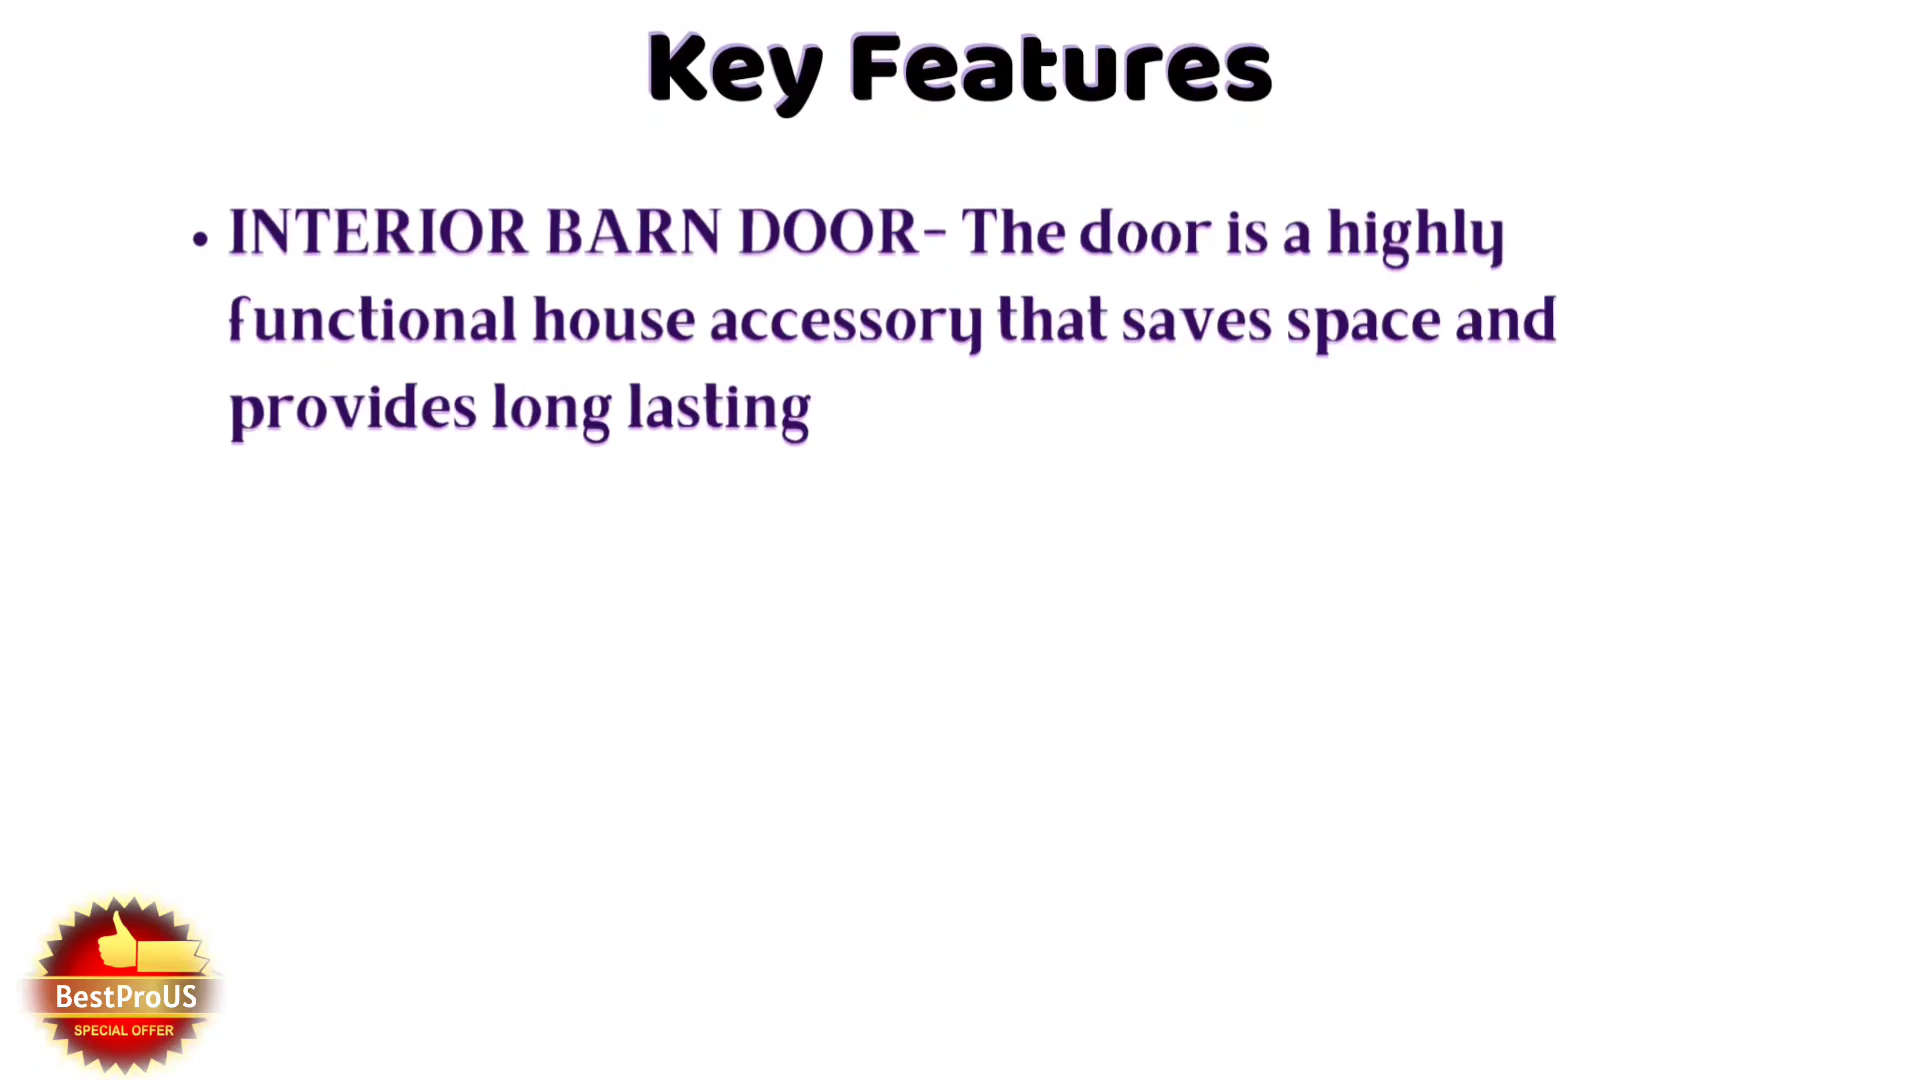 Key Features
• INTERIOR BARN DOOR- The door is a highly
functional house accessory that saves space and
provides long lasting
BestProUS
SPECIAL OFFER